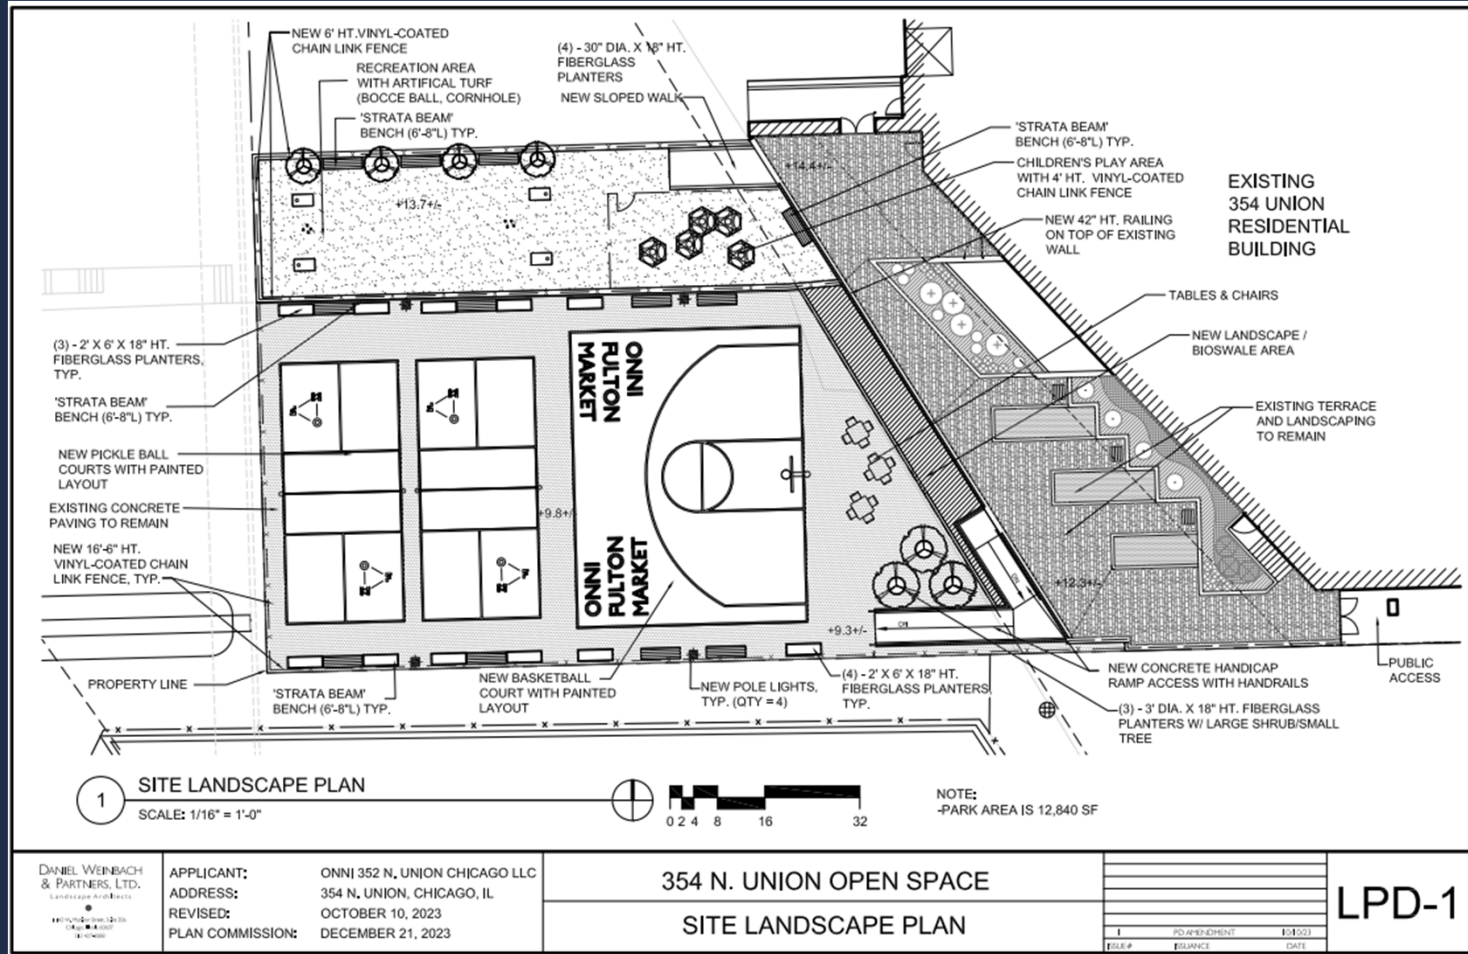 NEW 6' HT.VINYL-COATED
CHAIN LINK FENCE
RECREATION AREA
WITH ARTIFICAL TURF
(BOCCE BALL, CORNHOLE)
'STRATA BEAM'
BENCH (6'-8"L) TYP.
(4) - 30" DIA. X 18" HT.
FIBERGLASS
PLANTERS
NEW SLOPED WALK
'STRATA BEAM'
BENCH (6'-8"L) TYP.
CHILDREN'S PLAY AREA
WITH 4' HT. VINYL-COATED
CHAIN LINK FENCE
NEW 42" HT. RAILING
ON TOP OF EXISTING
WALL
EXISTING
354 UNION
RESIDENTIAL
BUILDING
+14.4+/-
+13.7+/-
TABLES & CHAIRS
NEW LANDSCAPE /
BIOSWALE AREA
EXISTING TERRACE
AND LANDSCAPING
TO REMAIN
(3) - 2' X 6' X 18" HT.
FIBERGLASS PLANTERS,
TYP.
'STRATA BEAM'
BENCH (6'-8"L) TYP.
NEW PICKLE BALL
COURTS WITH PAINTED
LAYOUT
EXISTING CONCRETE
PAVING TO REMAIN
NEW 16'-6" HT.
VINYL-COATED CHAIN
LINK FENCE, TYP.
ONNI
FULTON
MARKET
ONNI
FULTON
MARKET
+9.8+/
+12.3+/-
+9.3+/-
PROPERTY LINE
'STRATA BEAM'
BENCH (6'-8"L) TYP.
NEW BASKETBALL
COURT WITH PAINTED
LAYOUT
NEW POLE LIGHTS,
TYP. (QTY = 4)
(4) - 2' X 6' X 18" HT.
FIBERGLASS PLANTERS,
TYP.
NEW CONCRETE HANDICAP
RAMP ACCESS WITH HANDRAILS
(3) - 3' DIA. X 18" HT. FIBERGLASS
PLANTERS W/ LARGE SHRUB/SMALL
TREE
PUBLIC
ACCESS
1
SITE LANDSCAPE PLAN
SCALE: 1/16" = 1'-0"
0 2 4 8 16 32
NOTE:
-PARK AREA IS 12,840 SF
DANIEL WEINBACH
& PARTNERS, LTD.
Landscape Architects
APPLICANT: ONNI 352 N. UNION CHICAGO LLC
ADDRESS: 354 N. UNION, CHICAGO, IL
REVISED: OCTOBER 10, 2023
PLAN COMMISSION: DECEMBER 21, 2023
354 N. UNION OPEN SPACE
SITE LANDSCAPE PLAN
1 PD AMENDMENT 10/10/23
ISSUE # ISSUANCE DATE
LPD-1